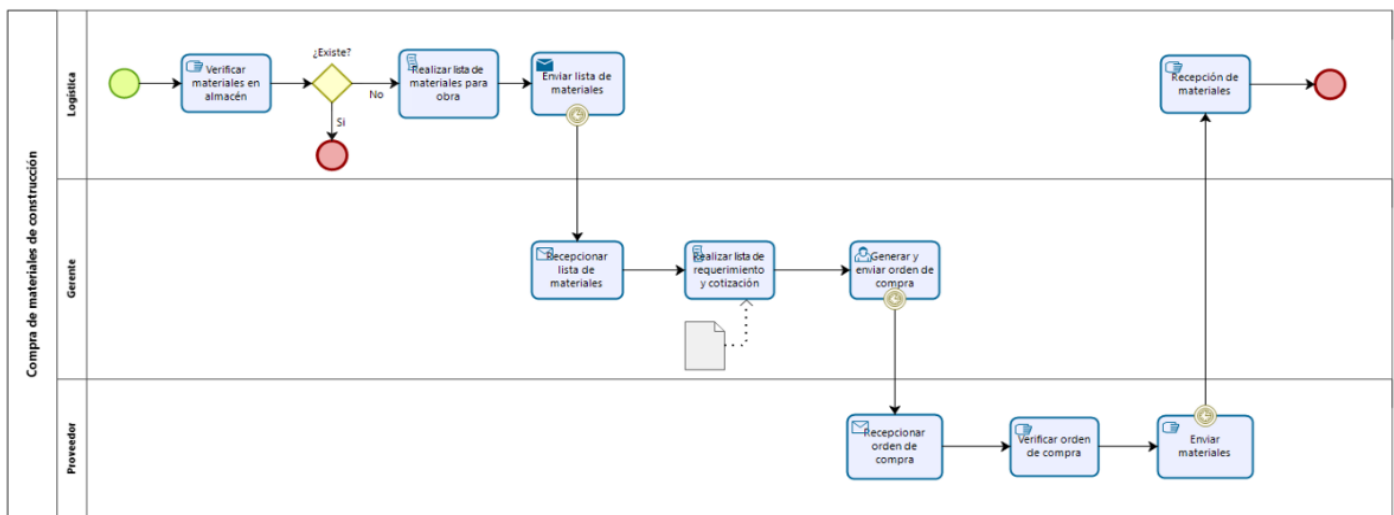 Compra de materiales de construcción
Logística
Verificar
materiales en
almacén
¿Existe?
No
Si
Realizar lista de
materiales para
obra
Enviar lista de
materiales
Recepción de
materiales
Gerente
Recepcionar
lista de
materiales
Realizar lista de
requerimiento
y cotización
Generar y
enviar orden de
compra
Proveedor
Recepcionar
orden de
compra
Verificar orden
de compra
Enviar
materiales